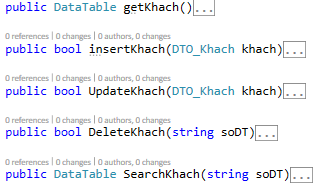 public DataTable getKhach()...
0 references | 0 changes | 0 authors, 0 changes
public bool insertKhach(DTO_Khach khach)...
0 references | 0 changes | 0 authors, 0 changes
public bool UpdateKhach(DTO_Khach khach)...
0 references | 0 changes | 0 authors, 0 changes
public bool DeleteKhach(string soDT)...
0 references | 0 changes | 0 authors, 0 changes
public DataTable SearchKhach(string soDT)...